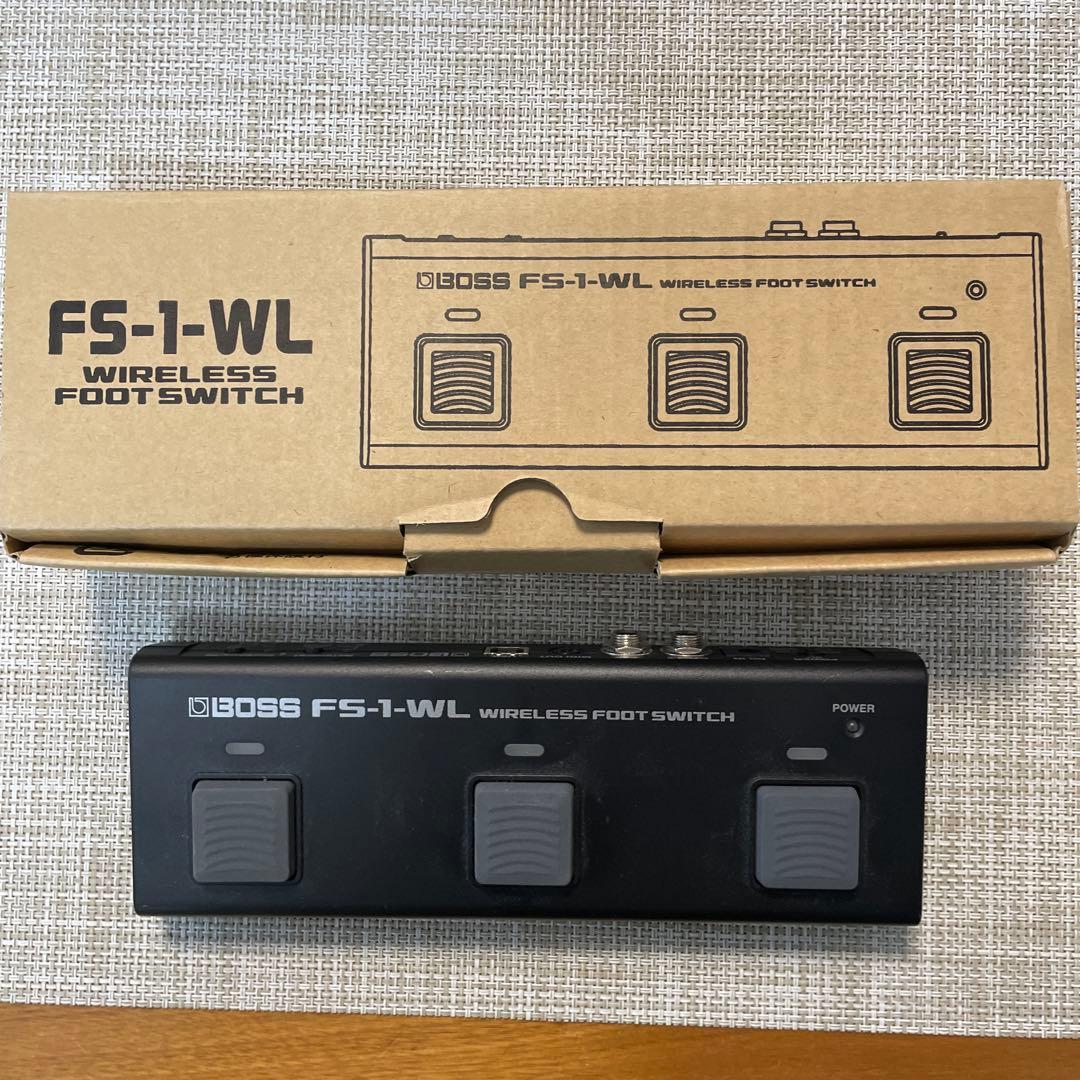 FS-1-WL
WIRELESS
FOOT SWITCH
BOSS FS-1-WL WIRELESS FOOT SWITCH
BOSS FS-1-WL WIRELESS FOOT SWITCH
POWER